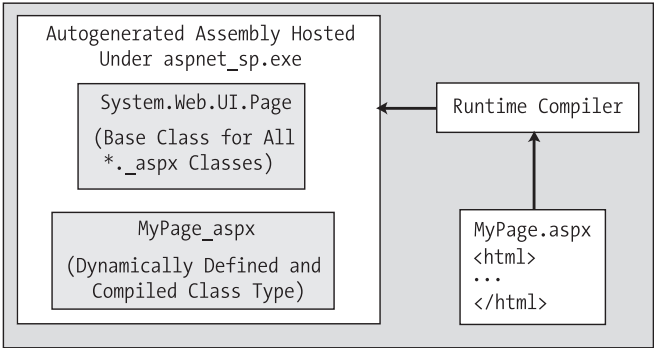 Autogenerated Assembly Hosted
Under aspnet_sp.exe
System.Web.UI.Page
(Base Class for All
*._aspx Classes)
MyPage_aspx
(Dynamically Defined and
Compiled Class Type)
Runtime Compiler
MyPage.aspx
<html>
...
</html>